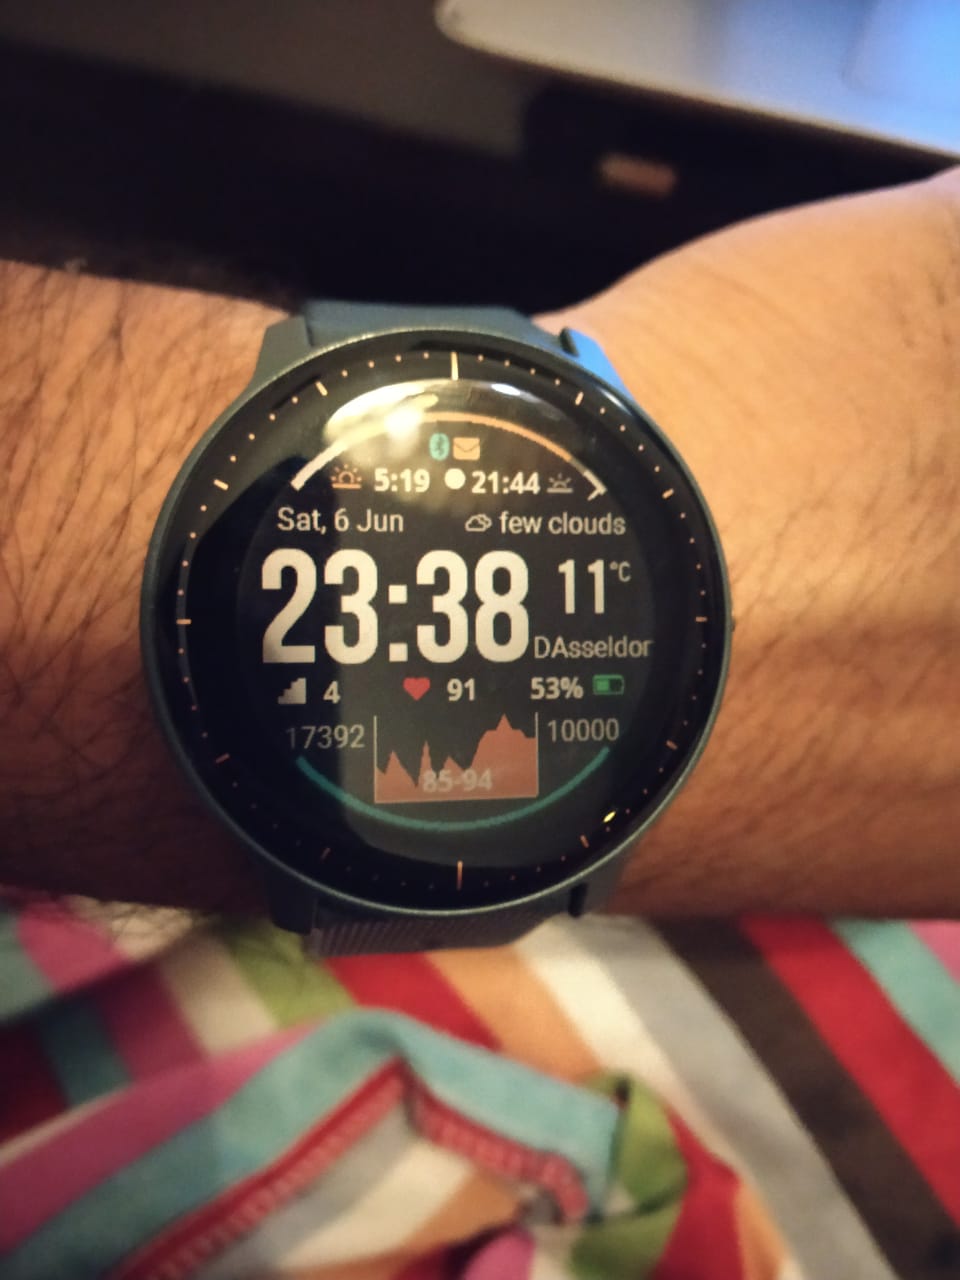 5:19 21:44
Sat, 6 Jun few clouds
23:38 11°C
DAsseldor
4 91 53%
17392 85-94 10000